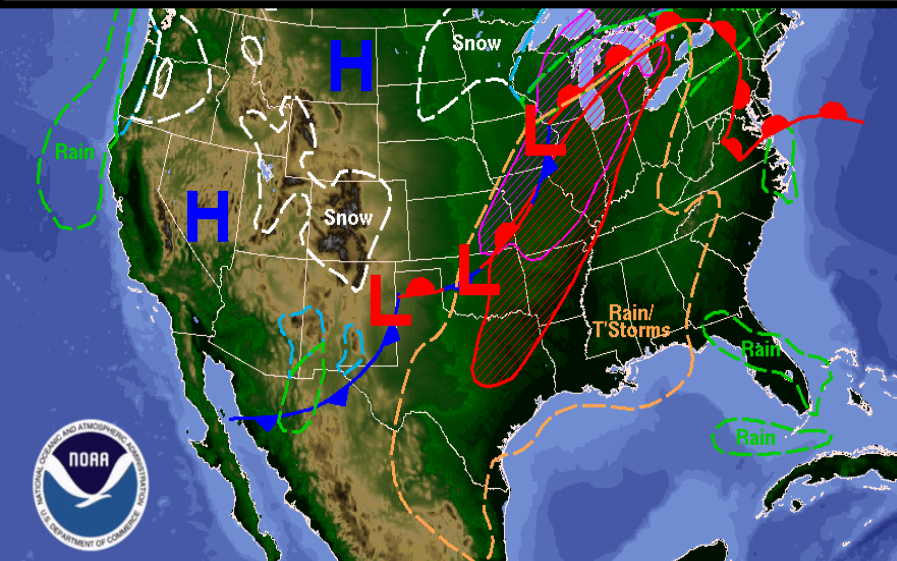 Snow
H
Rain
L
H
Snow
L
L
Rain/
T'Storms
Rain
Rain
NATIONAL OCEANIC AND ATMOSPHERIC ADMINISTRATION
NOAA
U.S. DEPARTMENT OF COMMERCE